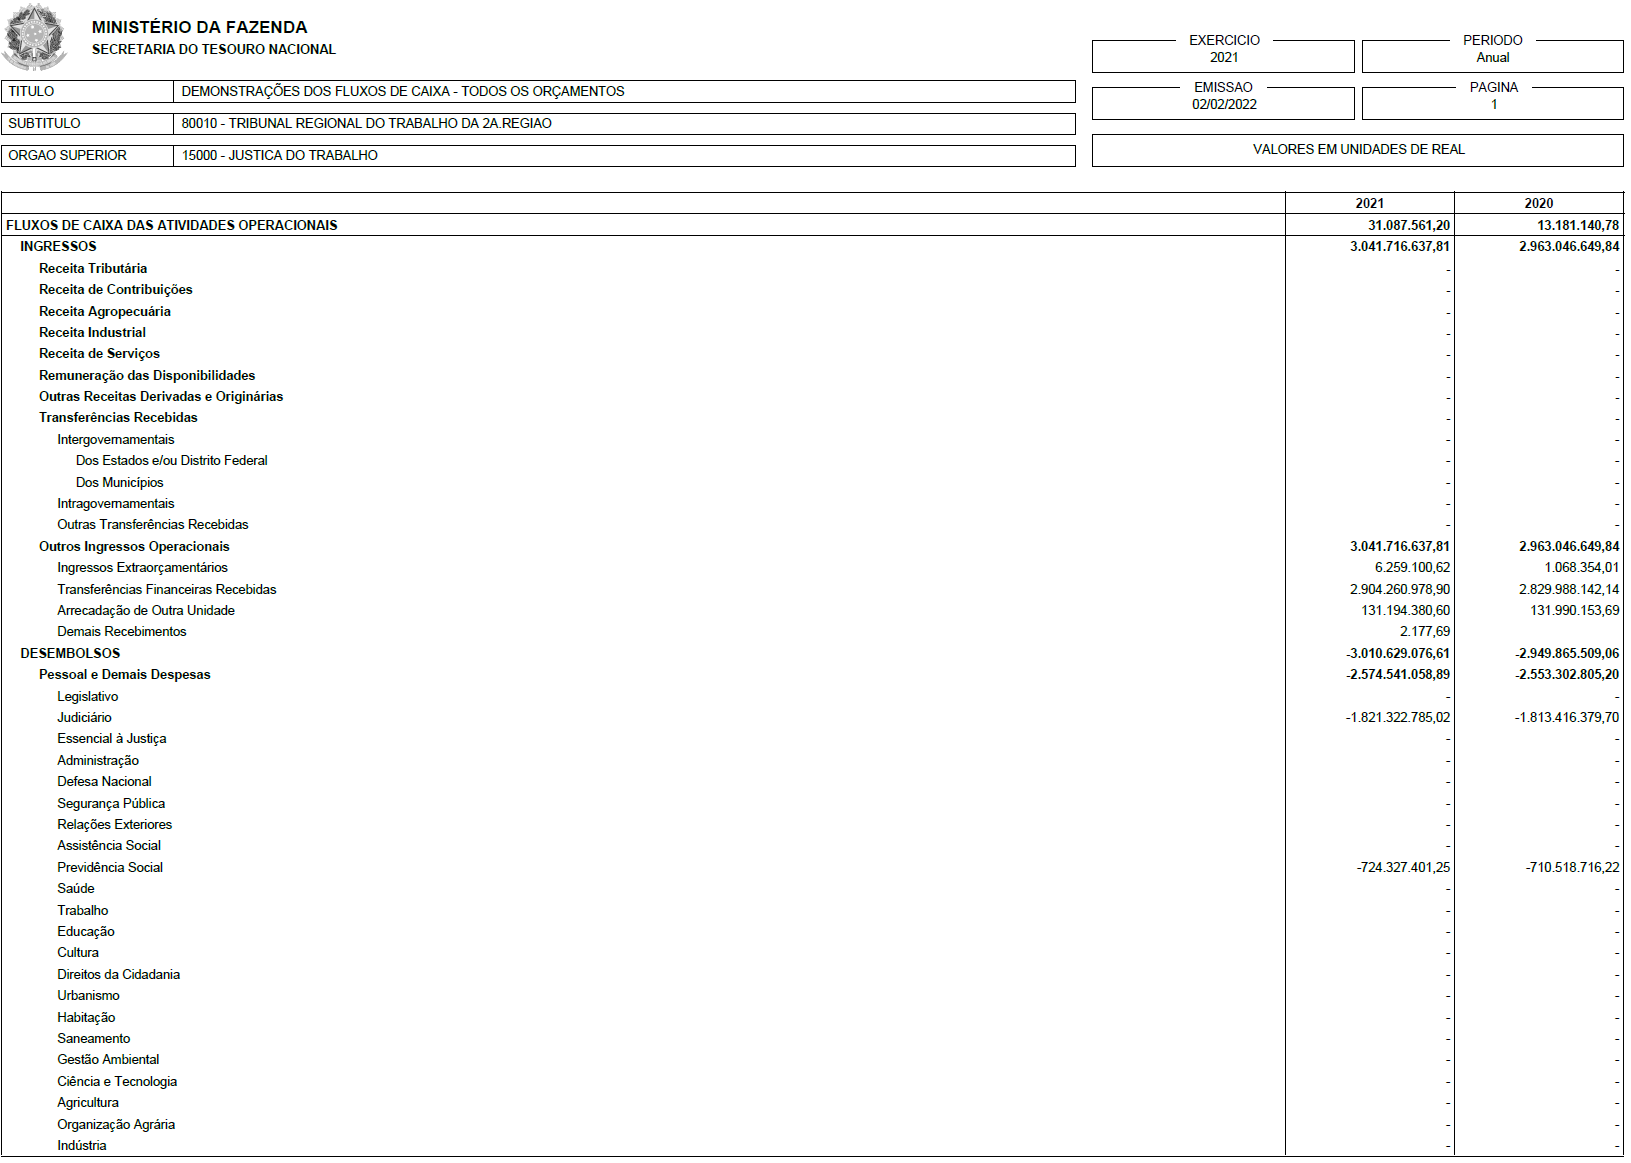 MINISTÉRIO DA FAZENDA
SECRETARIA DO TESOURO NACIONAL
EXERCICIO
2021
PERIODO
Anual
EMISSAO
02/02/2022
PAGINA
1
TITULO DEMONSTRAÇÕES DOS FLUXOS DE CAIXA - TODOS OS ORÇAMENTOS
SUBTITULO 80010 - TRIBUNAL REGIONAL DO TRABALHO DA 2A.REGIAO
ORGAO SUPERIOR 15000 - JUSTICA DO TRABALHO
VALORES EM UNIDADES DE REAL
2021 2020
FLUXOS DE CAIXA DAS ATIVIDADES OPERACIONAIS 31.087.561,20 13.181.140,78
INGRESSOS 3.041.716.637,81 2.963.046.649,84
Receita Tributária - -
Receita de Contribuições - -
Receita Agropecuária - -
Receita Industrial - -
Receita de Serviços - -
Remuneração das Disponibilidades - -
Outras Receitas Derivadas e Originárias - -
Transferências Recebidas - -
Intergovernamentais - -
Dos Estados e/ou Distrito Federal - -
Dos Municípios - -
Intragovernamentais - -
Outras Transferências Recebidas - -
Outros Ingressos Operacionais 3.041.716.637,81 2.963.046.649,84
Ingressos Extraorçamentários 6.259.100,62 1.068.354,01
Transferências Financeiras Recebidas 2.904.260.978,90 2.829.988.142,14
Arrecadação de Outra Unidade 131.194.380,60 131.990.153,69
Demais Recebimentos 2.177,69
DESEMBOLSOS -3.010.629.076,61 -2.949.865.509,06
Pessoal e Demais Despesas -2.574.541.058,89 -2.553.302.805,20
Legislativo - -
Judiciário -1.821.322.785,02 -1.813.416.379,70
Essencial à Justiça - -
Administração - -
Defesa Nacional - -
Segurança Pública - -
Relações Exteriores - -
Assistência Social - -
Previdência Social -724.327.401,25 -710.518.716,22
Saúde - -
Trabalho - -
Educação - -
Cultura - -
Direitos da Cidadania - -
Urbanismo - -
Habitação - -
Saneamento - -
Gestão Ambiental - -
Ciência e Tecnologia - -
Agricultura - -
Organização Agrária - -
Indústria - -